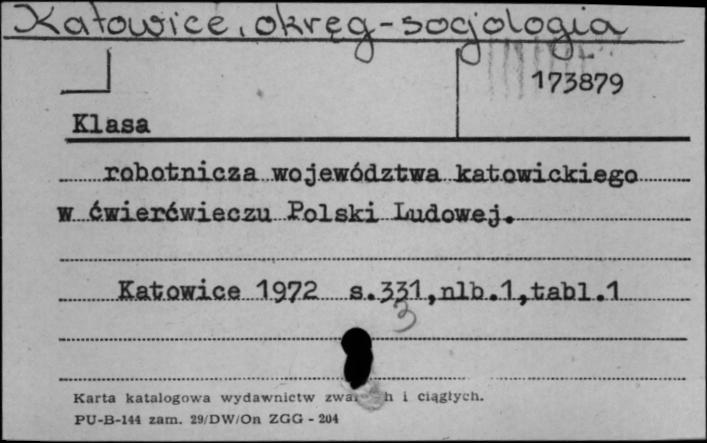 Katowice, okręg - socjologia
173879
Klasa
robotnicza województwa katowickiego
w ćwierćwieczu Polski Ludowej.
Katowice 1972 s.331,nlb.1,tabl.1
3
Karta katalogowa wydawnictw i ciągłych.
PU-B-144 zam. 29/DW/On ZGG - 204